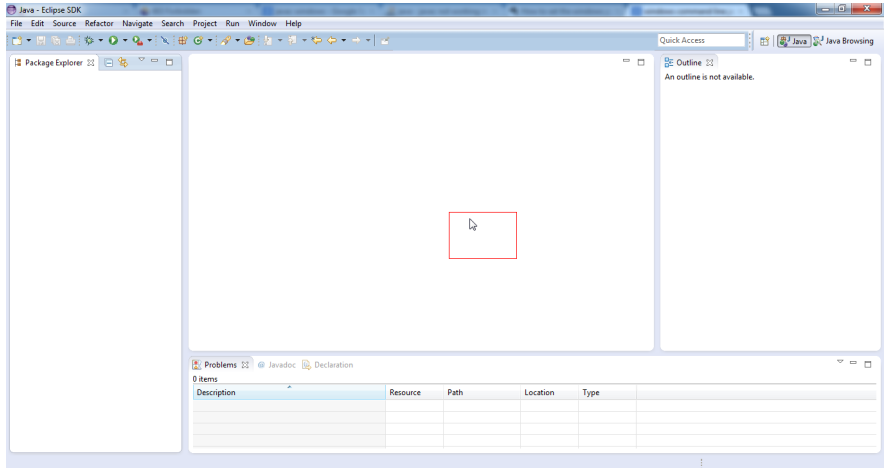 Java - Eclipse SDK
File Edit Source Refactor Navigate Search Project Run Window Help
Quick Access
Java
Java Browsing
Package Explorer
Outline
An outline is not available.
Problems @ Javadoc Declaration
0 items
Description Resource Path Location Type